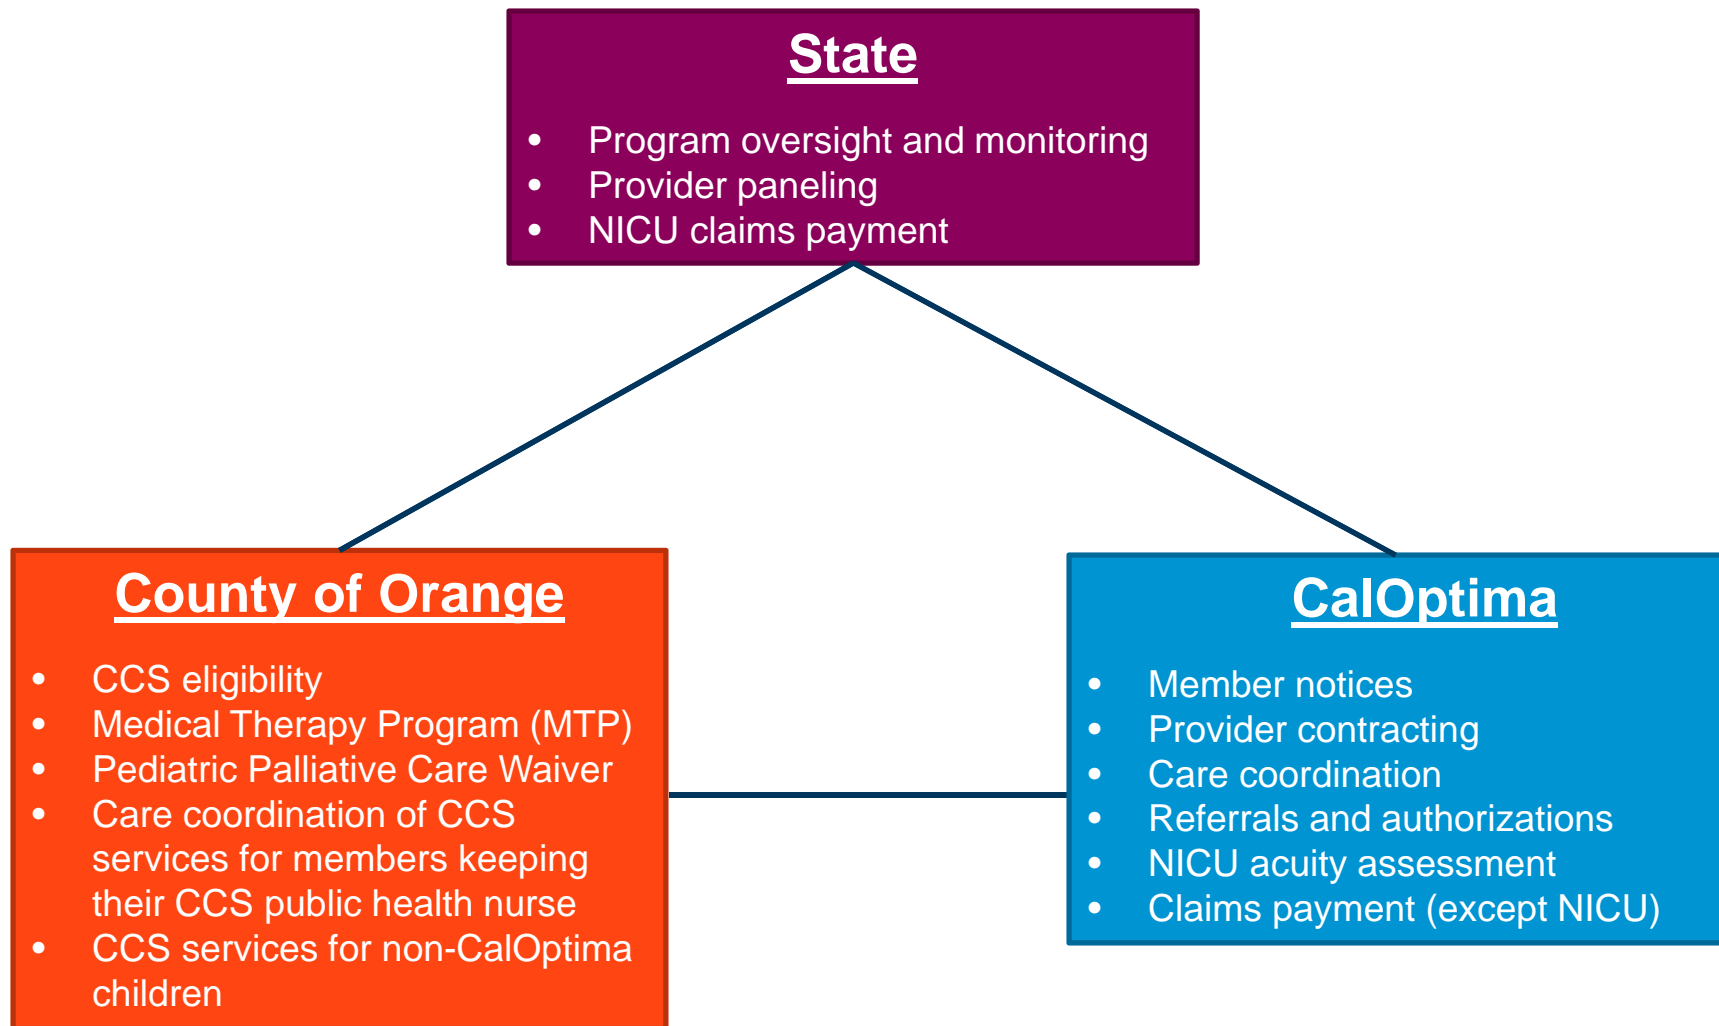 State
• Program oversight and monitoring
• Provider paneling
• NICU claims payment
County of Orange
• CCS eligibility
• Medical Therapy Program (MTP)
• Pediatric Palliative Care Waiver
• Care coordination of CCS
services for members keeping
their CCS public health nurse
• CCS services for non-CalOptima
children
CalOptima
• Member notices
• Provider contracting
• Care coordination
• Referrals and authorizations
• NICU acuity assessment
• Claims payment (except NICU)